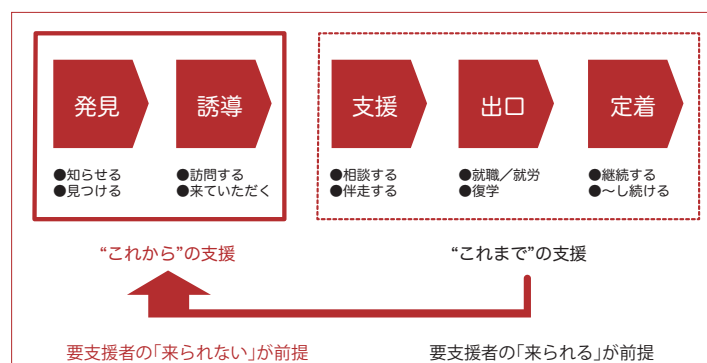 発見
誘導
支援
出口
定着
●知らせる
●見つける
●訪問する
●来ていただく
●相談する
●伴走する
●就職／就労
●復学
●継続する
●〜し続ける
“これから”の支援
“これまで”の支援
要支援者の「来られない」が前提
要支援者の「来られる」が前提